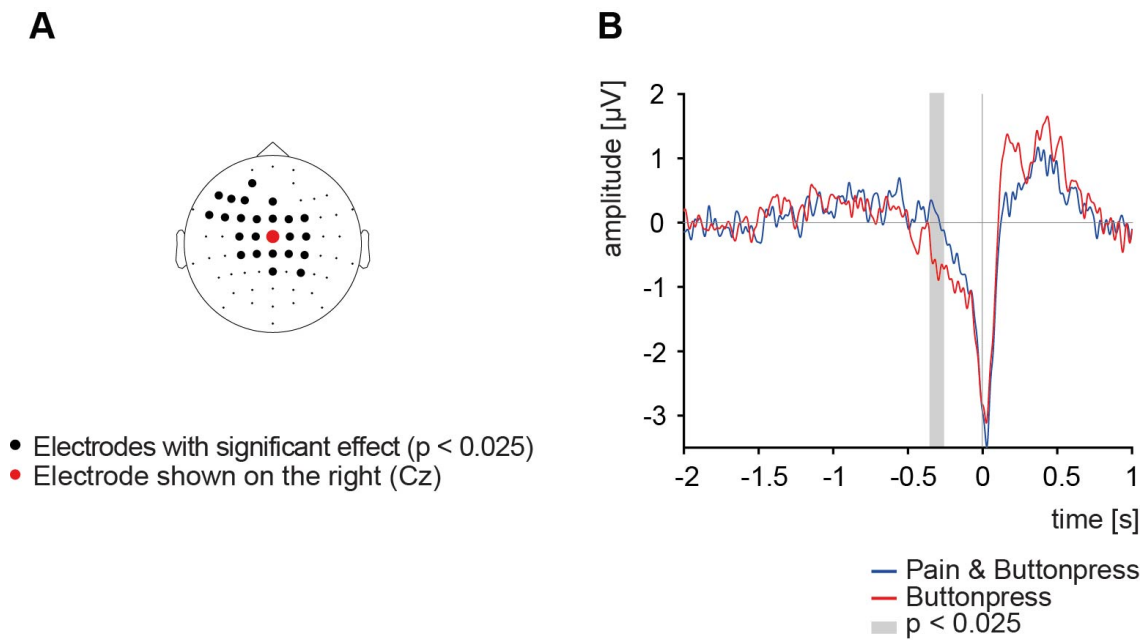 A
B
amplitude [µV]
2
1
0
-1
-2
-3
-2
-1.5
-1
-0.5
0
0.5
1
time [s]
Electrodes with significant effect (p < 0.025)
Electrode shown on the right (Cz)
Pain & Buttonpress
Buttonpress
p < 0.025